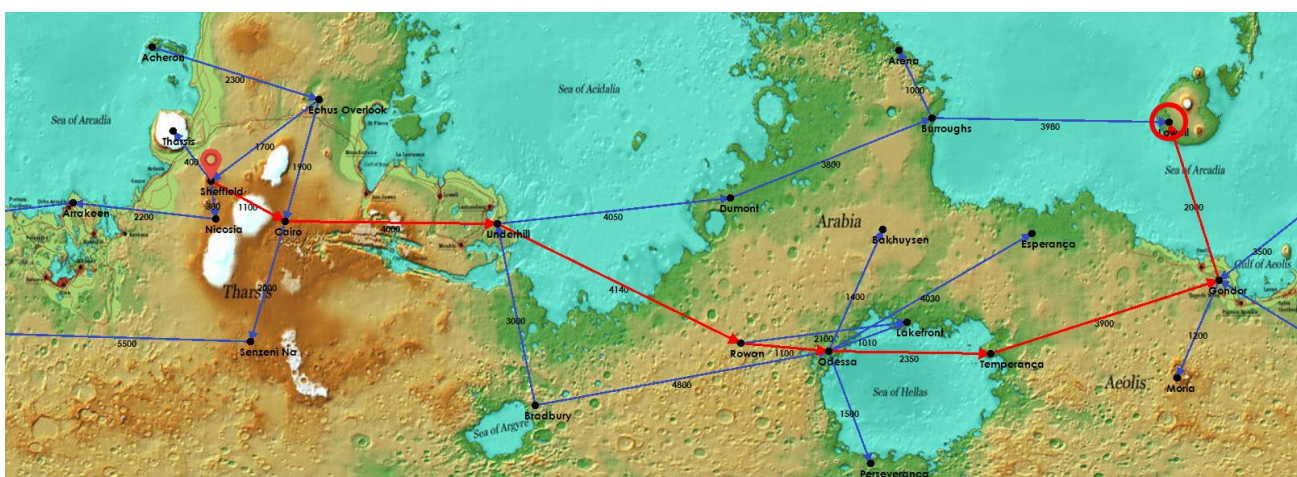 Acheron
2300
Echus Overlook
Sea of Arcadia
Tharsis
400
1700
1900
Sheffield
300
1100
Nicosia
Arrakeen
2200
Cairo
4000
Tharsis
2000
5500
Senzeni Na
Sea of Acidalia
Underhill
4050
Dumont
3800
4140
3000
Bradbury
Sea of Argyre
4800
Rowan
1100
2100
Odessa
1010
Lakefront
1400
4030
Bakhuysen
Arabia
Esperança
2350
Temperança
Sea of Hellas
1500
Perseverança
Arena
1000
Burroughs
3980
Lowell
Sea of Arcadia
2000
3500
Gulf of Aeolis
Gondor
3900
1200
Aeolis
Moria